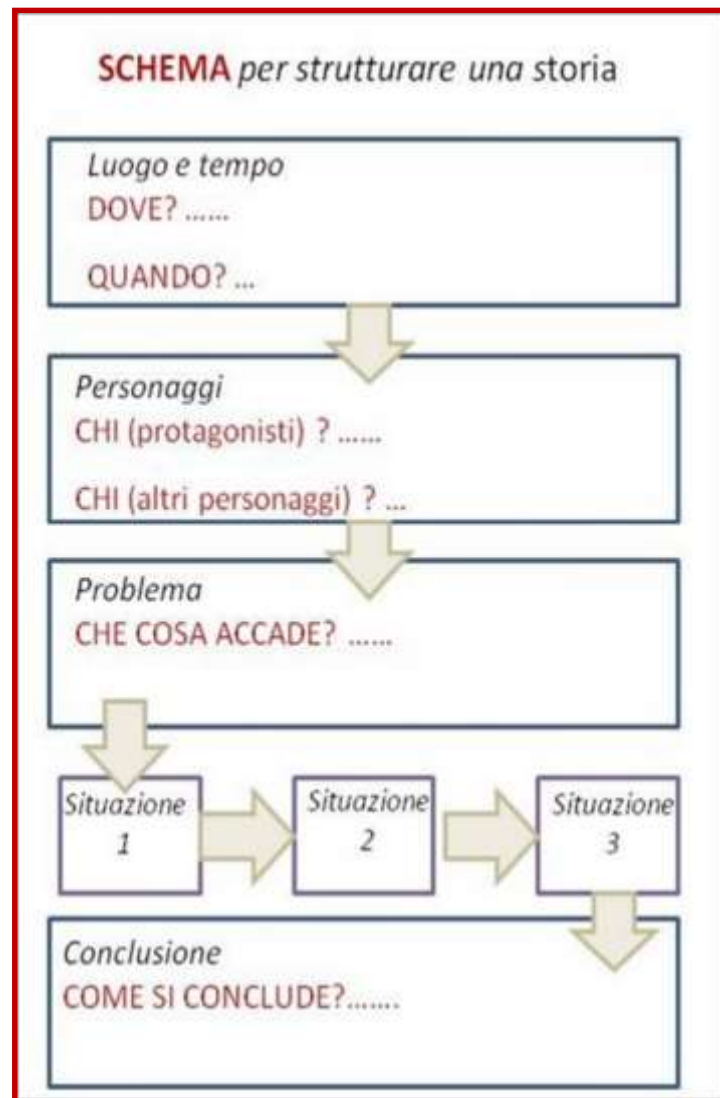 SCHEMA per strutturare una storia
Luogo e tempo
DOVE? ......
QUANDO? ...
Personaggi
CHI (protagonisti) ? ......
CHI (altri personaggi) ? ...
Problema
CHE COSA ACCADE? ......
Situazione
1
Situazione
2
Situazione
3
Conclusione
COME SI CONCLUDE?.......